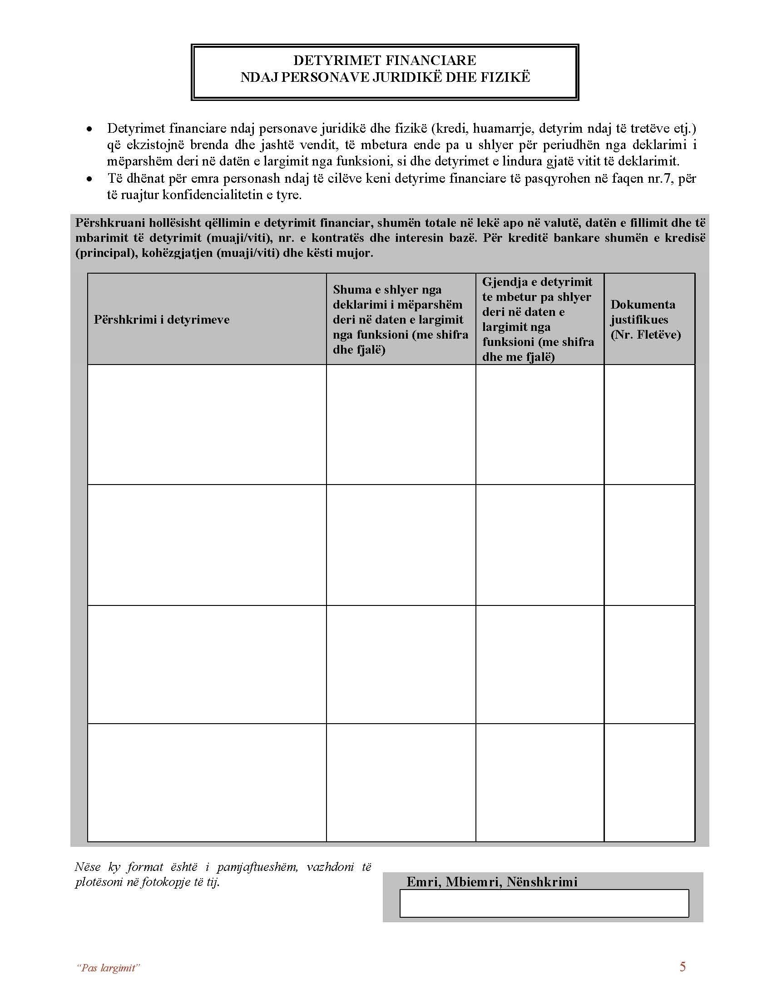 DETYRIMET FINANCIARE
NDAJ PERSONAVE JURIDIKË DHE FIZIKË
• Detyrimet financiare ndaj personave juridikë dhe fizikë (kredi, huamarrje, detyrim ndaj të tretëve etj.)
që ekzistojnë brenda dhe jashtë vendit, të mbetura ende pa u shlyer për periudhën nga deklarimi i
mëparshëm deri në datën e largimit nga funksioni, si dhe detyrimet e lindura gjatë vitit të deklarimit.
• Të dhënat për emra personash ndaj të cilëve keni detyrime financiare të pasqyrohen në faqen nr.7, për
të ruajtur konfidencialitetin e tyre.
Përshkruani hollësisht qëllimin e detyrimit financiar, shumën totale në lekë apo në valutë, datën e fillimit dhe të
mbarimit të detyrimit (muaji/viti), nr. e kontratës dhe interesin bazë. Për kreditë bankare shumën e kredisë
(principal), kohëzgjatjen (muaji/viti) dhe kësti mujor.
Përshkrimi i detyrimeve
Shuma e shlyer nga
deklarimi i mëparshëm
deri në daten e largimit
nga funksioni (me shifra
dhe fjalë)
Gjendja e detyrimit
te mbetur pa shlyer
deri në daten e
largimit nga
funksioni (me shifra
dhe me fjalë)
Dokumenta
justifikues
(Nr. Fletëve)
Nëse ky format është i pamjaftueshëm, vazhdoni të
plotësoni në fotokopje të tij.
Emri, Mbiemri, Nënshkrimi
“Pas largimit”
5